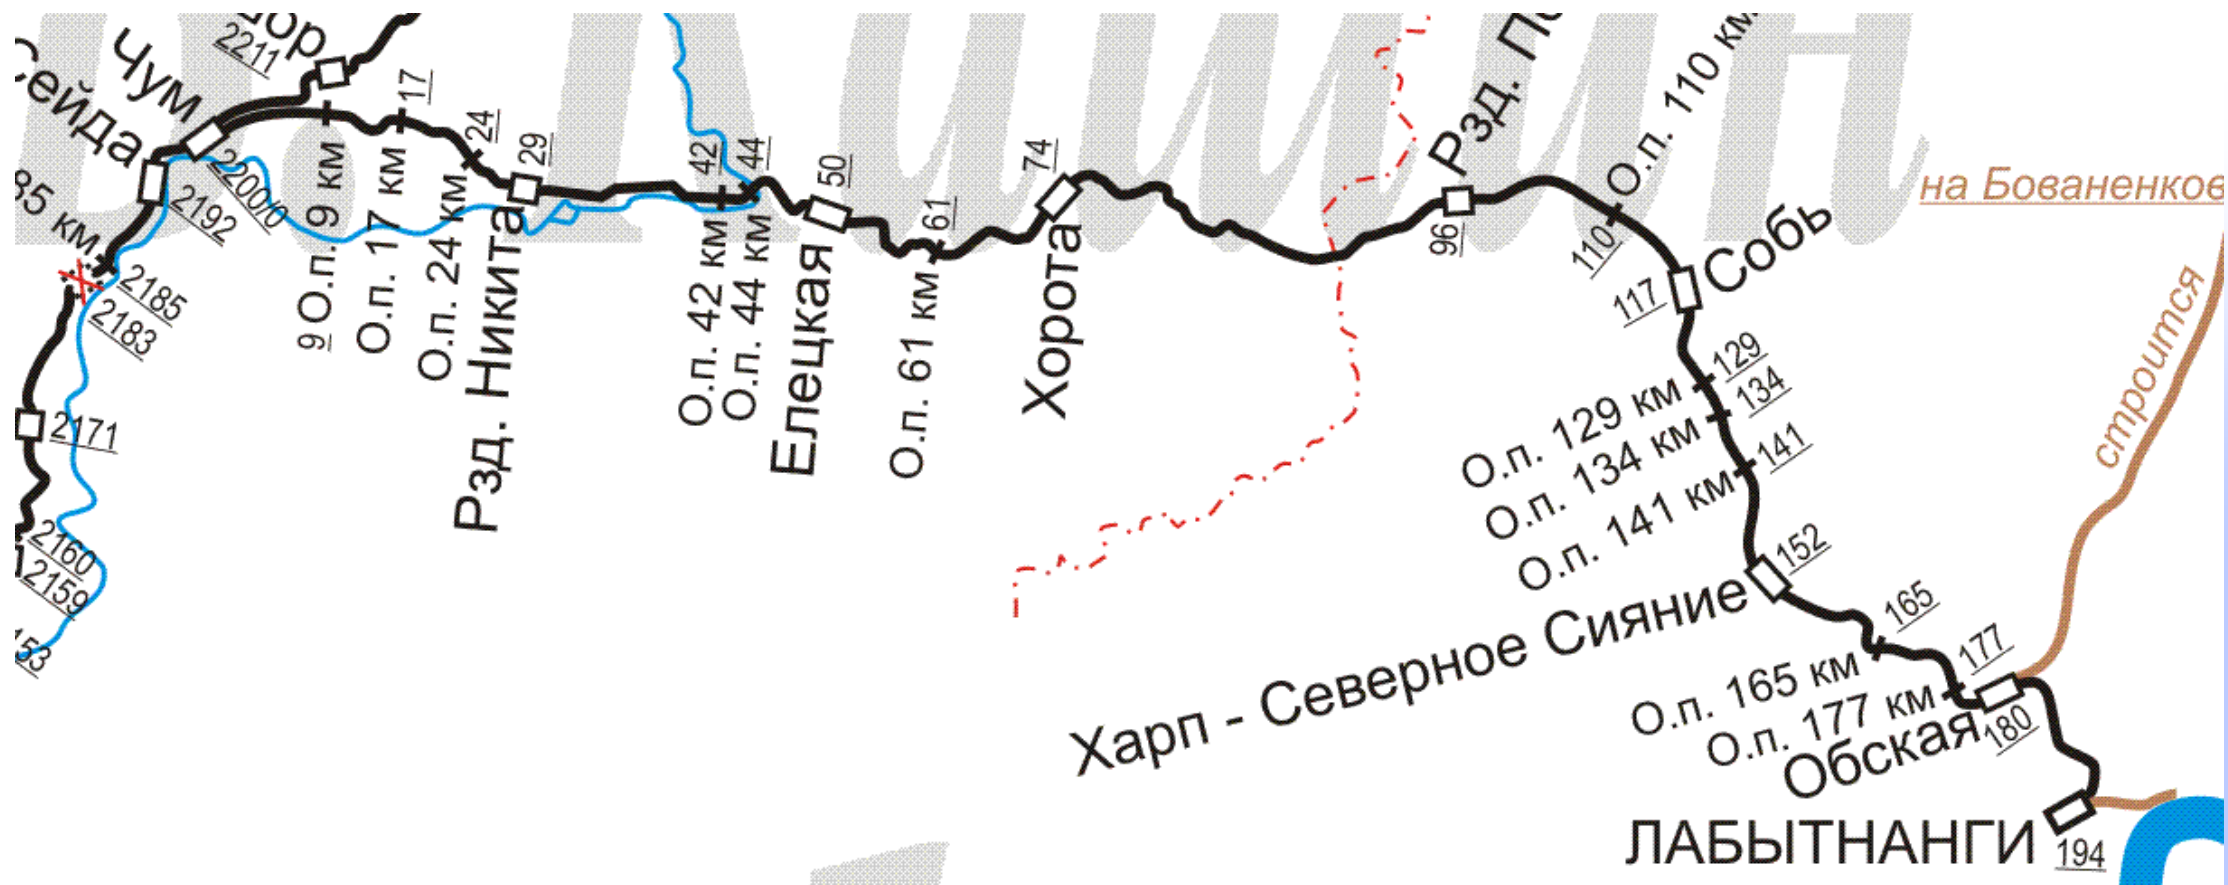 2211
Чум
Сейда
2200/0
2192
85 км
2185
2183
2171
2160
2159
О.п. 9 км
9
О.п. 17 км
17
О.п. 24 км
24
Рзд. Никита
29
О.п. 42 км
42
О.п. 44 км
44
Елецкая
50
О.п. 61 км
61
Хорота
74
Рзд.
96
О.п. 110 км
110
Собь
117
О.п. 129 км
129
О.п. 134 км
134
О.п. 141 км
141
Харп - Северное Сияние
152
О.п. 165 км
165
О.п. 177 км
177
Обская
180
ЛАБЫТНАНГИ
194
на Бованенков
строится